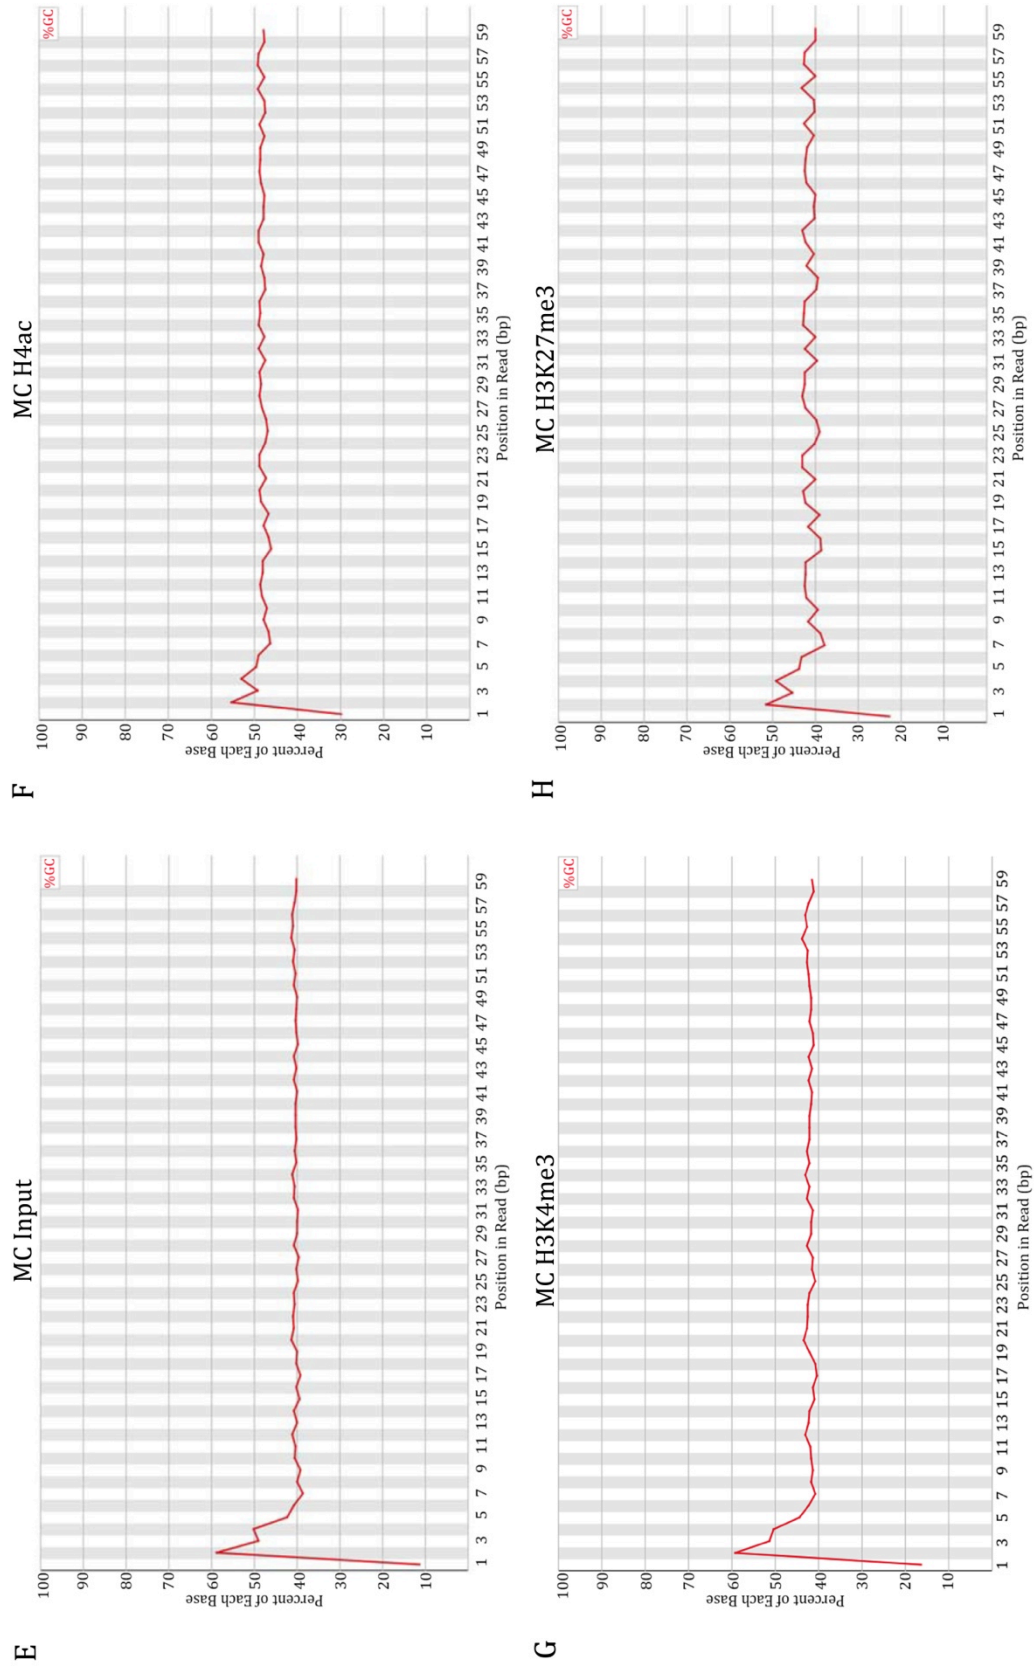 E
MC Input
%GC
100
90
80
70
60
50
40
30
20
10
Percent of Each Base
1 3 5 7 9 11 13 15 17 19 21 23 25 27 29 31 33 35 37 39 41 43 45 47 49 51 53 55 57 59
Position in Read (bp)
F
MC H4ac
%GC
100
90
80
70
60
50
40
30
20
10
Percent of Each Base
1 3 5 7 9 11 13 15 17 19 21 23 25 27 29 31 33 35 37 39 41 43 45 47 49 51 53 55 57 59
Position in Read (bp)
G
MC H3K4me3
%GC
100
90
80
70
60
50
40
30
20
10
Percent of Each Base
1 3 5 7 9 11 13 15 17 19 21 23 25 27 29 31 33 35 37 39 41 43 45 47 49 51 53 55 57 59
Position in Read (bp)
H
MC H3K27me3
%GC
100
90
80
70
60
50
40
30
20
10
Percent of Each Base
1 3 5 7 9 11 13 15 17 19 21 23 25 27 29 31 33 35 37 39 41 43 45 47 49 51 53 55 57 59
Position in Read (bp)